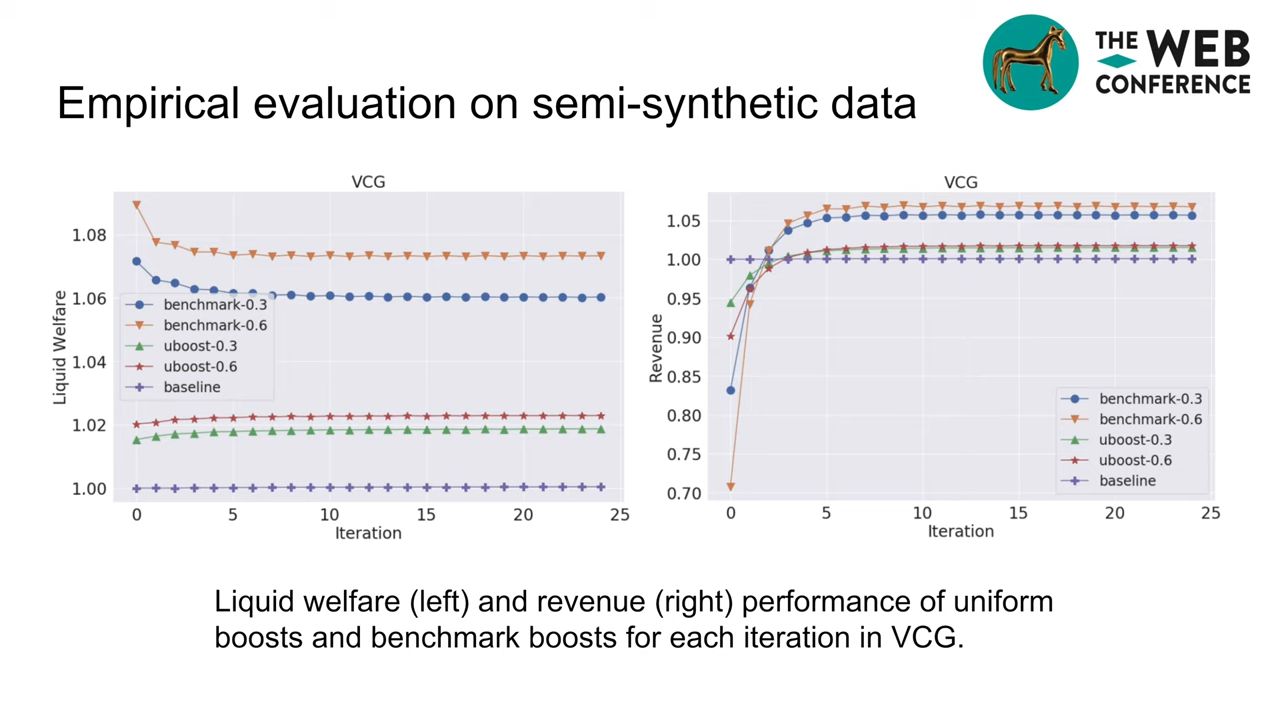 THE WEB
CONFERENCE
Empirical evaluation on semi-synthetic data
VCG
Liquid Welfare
1.08
1.06
1.04
1.02
1.00
benchmark-0.3
benchmark-0.6
uboost-0.3
uboost-0.6
baseline
0 5 10 15 20 25
Iteration
VCG
Revenue
1.05
1.00
0.95
0.90
0.85
0.80
0.75
0.70
benchmark-0.3
benchmark-0.6
uboost-0.3
uboost-0.6
baseline
0 5 10 15 20 25
Iteration
Liquid welfare (left) and revenue (right) performance of uniform
boosts and benchmark boosts for each iteration in VCG.